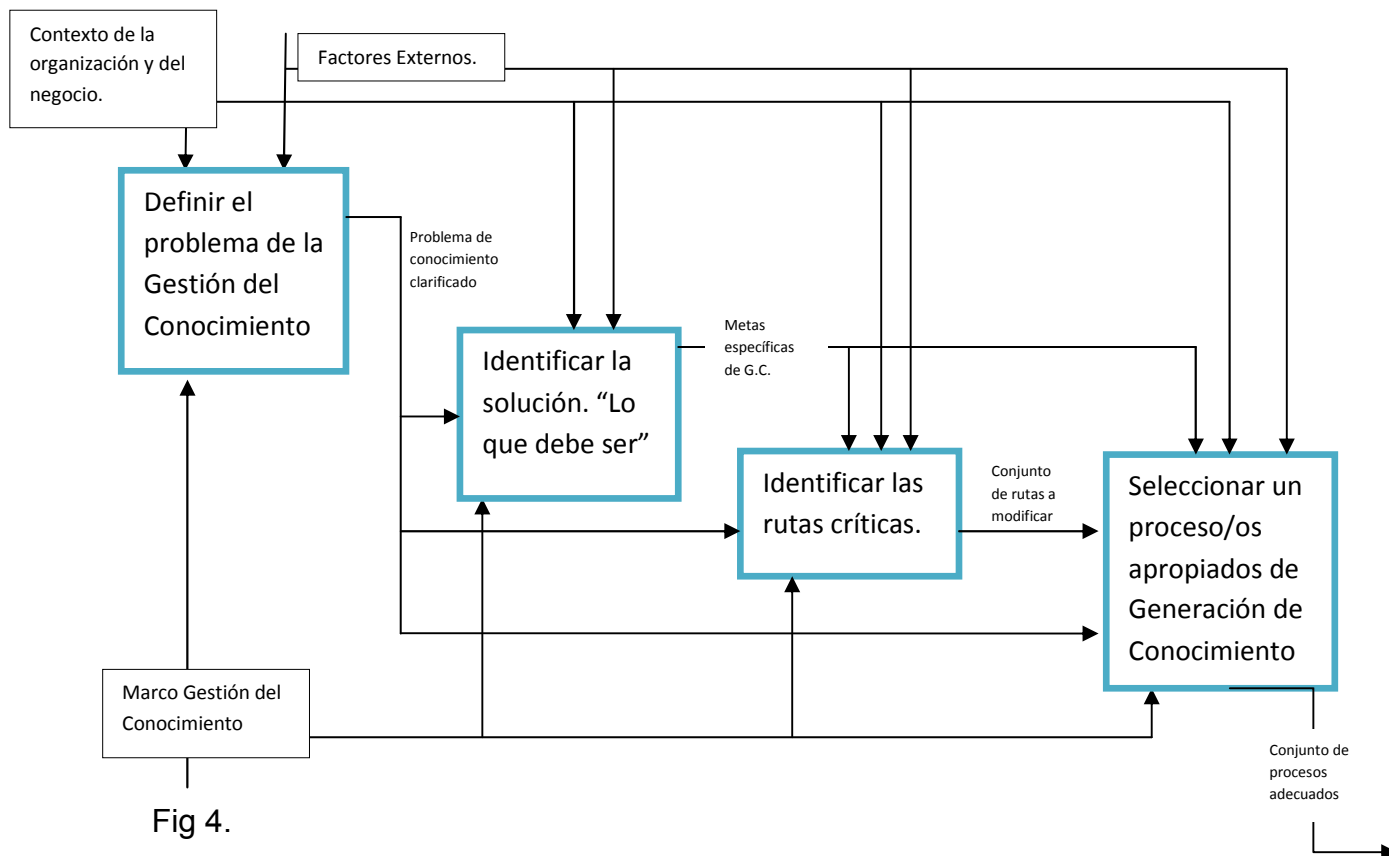 Contexto de la
organización y del
negocio.
Factores Externos.
Definir el
problema de la
Gestión del
Conocimiento
Problema de
conocimiento
clarificado
Identificar la
solución. “Lo
que debe ser”
Metas
específicas
de G.C.
Identificar las
rutas críticas.
Conjunto
de rutas a
modificar
Seleccionar un
proceso/os
apropiados de
Generación de
Conocimiento
Marco Gestión del
Conocimiento
Conjunto de
procesos
adecuados
Fig 4.